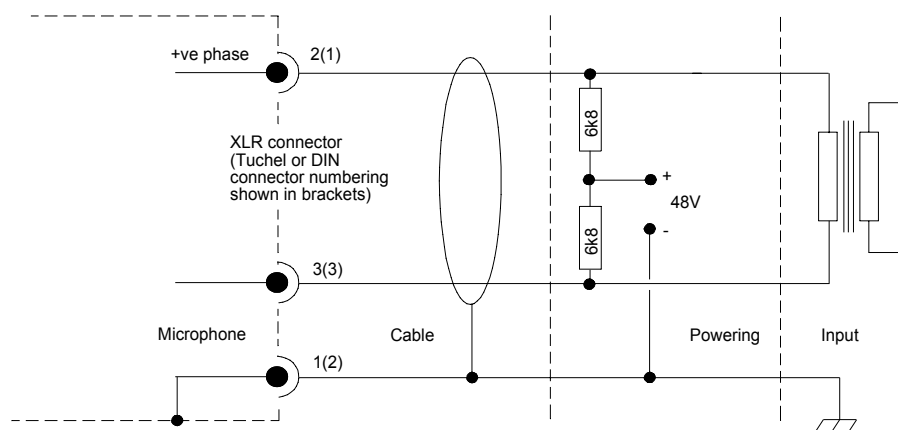 +ve phase
2(1)
XLR connector
(Tuchel or DIN
connector numbering
shown in brackets)
6k8
+
48V
-
6k8
3(3)
Microphone
Cable
Powering
Input
1(2)